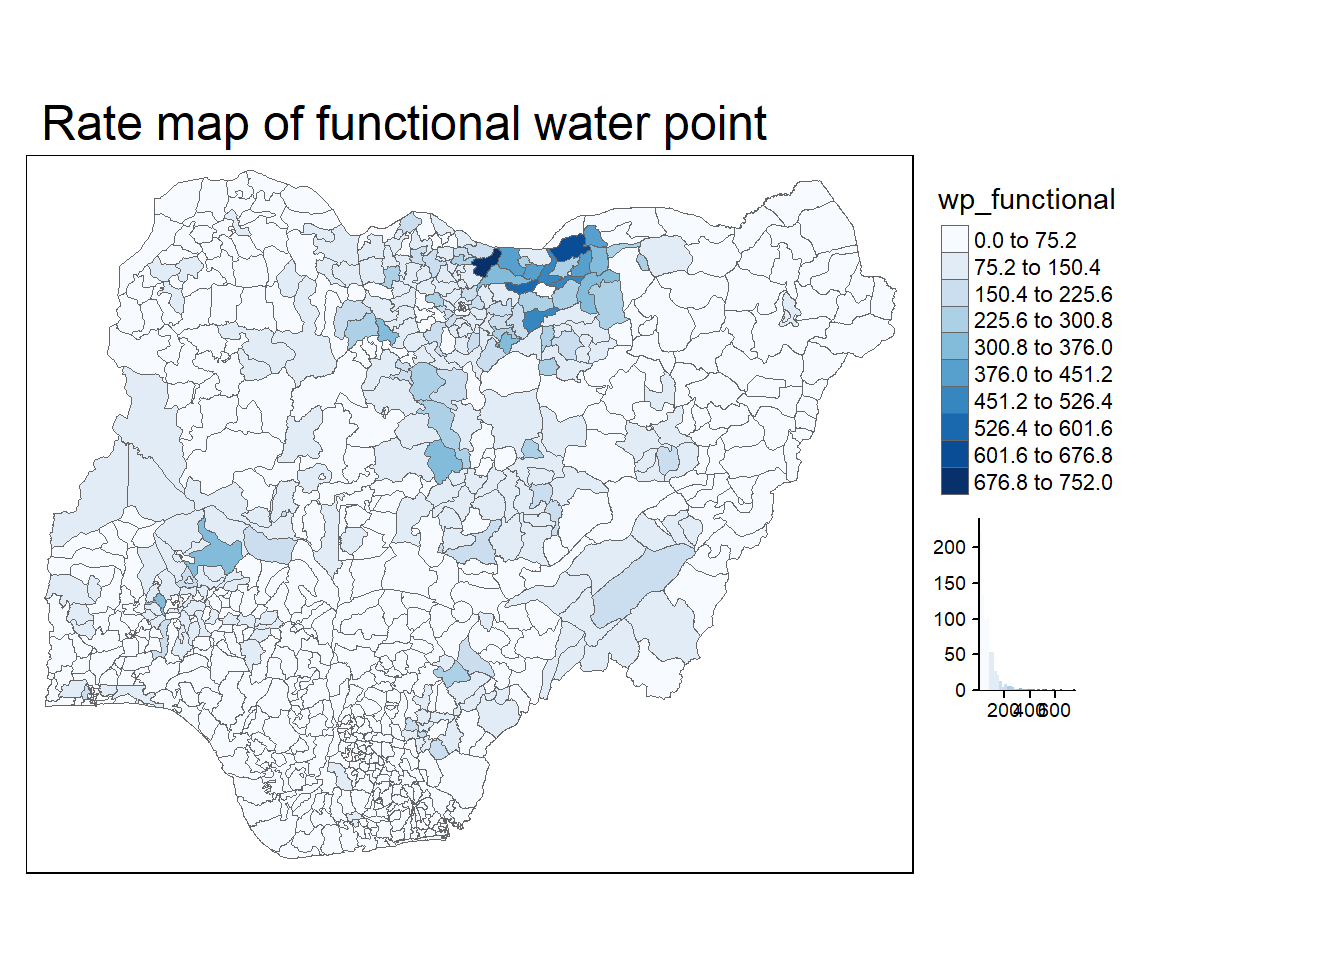 Rate map of functional water point
wp_functional
0.0 to 75.2
75.2 to 150.4
150.4 to 225.6
225.6 to 300.8
300.8 to 376.0
376.0 to 451.2
451.2 to 526.4
526.4 to 601.6
601.6 to 676.8
676.8 to 752.0
200
150
100
50
0
200 400 600